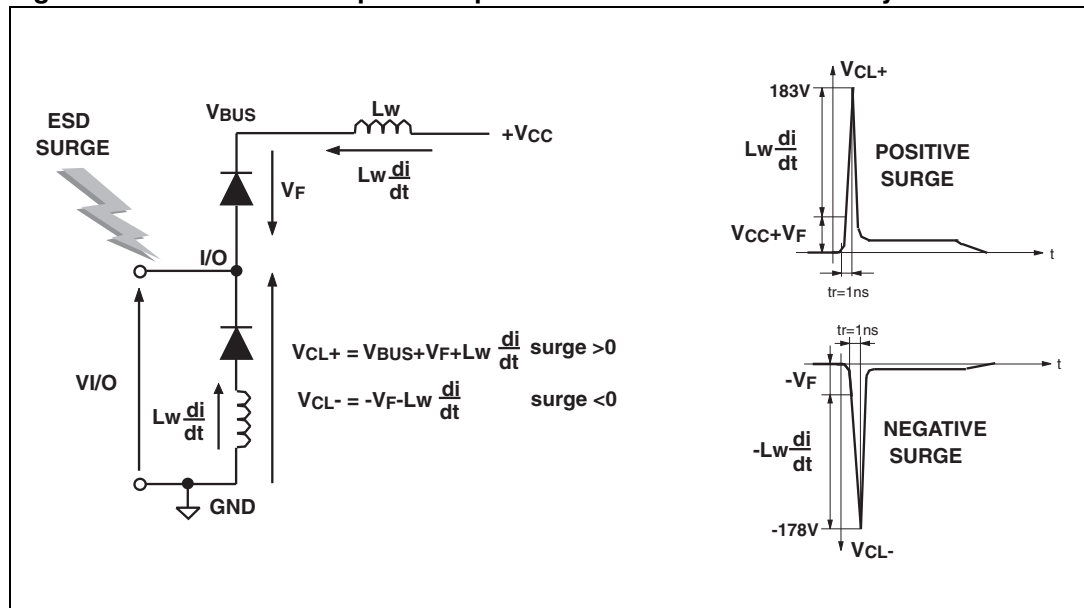 ESD
SURGE
VBUS
Lw
+VCC
Lw di/dt
VF
I/O
VI/O
Lw di/dt
GND
VCL+ = VBUS+VF+Lw di/dt surge >0
VCL- = -VF-Lw di/dt surge <0
VCL+
183V
Lw di/dt
POSITIVE
SURGE
VCC+VF
t
tr=1ns
tr=1ns
t
-VF
-Lw di/dt
NEGATIVE
SURGE
-178V
VCL-